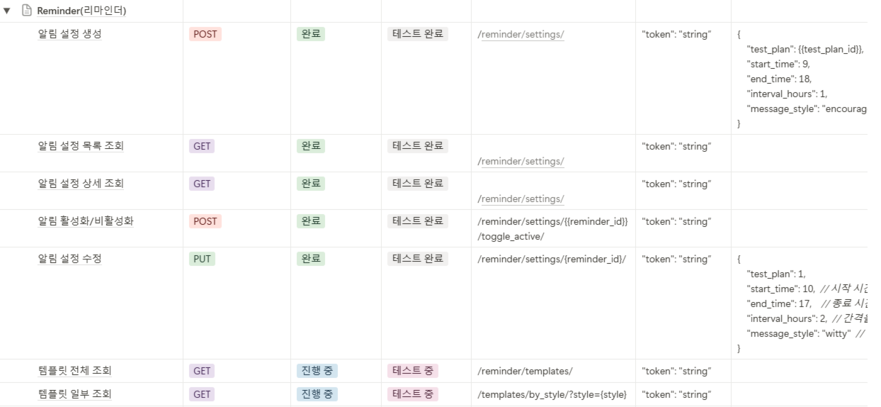 Reminder(리마인더)
알림 설정 생성 POST 완료 테스트 완료 /reminder/settings/ "token": "string" {
"test_plan": {{test_plan_id}},
"start_time": 9,
"end_time": 18,
"interval_hours": 1,
"message_style": "encourag
}
알림 설정 목록 조회 GET 완료 테스트 완료 "token": "string"
/reminder/settings/
알림 설정 상세 조회 GET 완료 테스트 완료 "token": "string"
/reminder/settings/
알림 활성화/비활성화 POST 완료 테스트 완료 /reminder/settings/{{reminder_id}} "token": "string"
/toggle_active/
알림 설정 수정 PUT 완료 테스트 완료 /reminder/settings/{reminder_id}/ "token": "string" {
"test_plan": 1,
"start_time": 10, // 시작 시간
"end_time": 17, // 종료 시간
"interval_hours": 2, // 간격을
"message_style": "witty" //
}
템플릿 전체 조회 GET 진행 중 테스트 중 /reminder/templates/ "token": "string"
템플릿 일부 조회 GET 진행 중 테스트 중 /templates/by_style/?style={style} "token": "string"